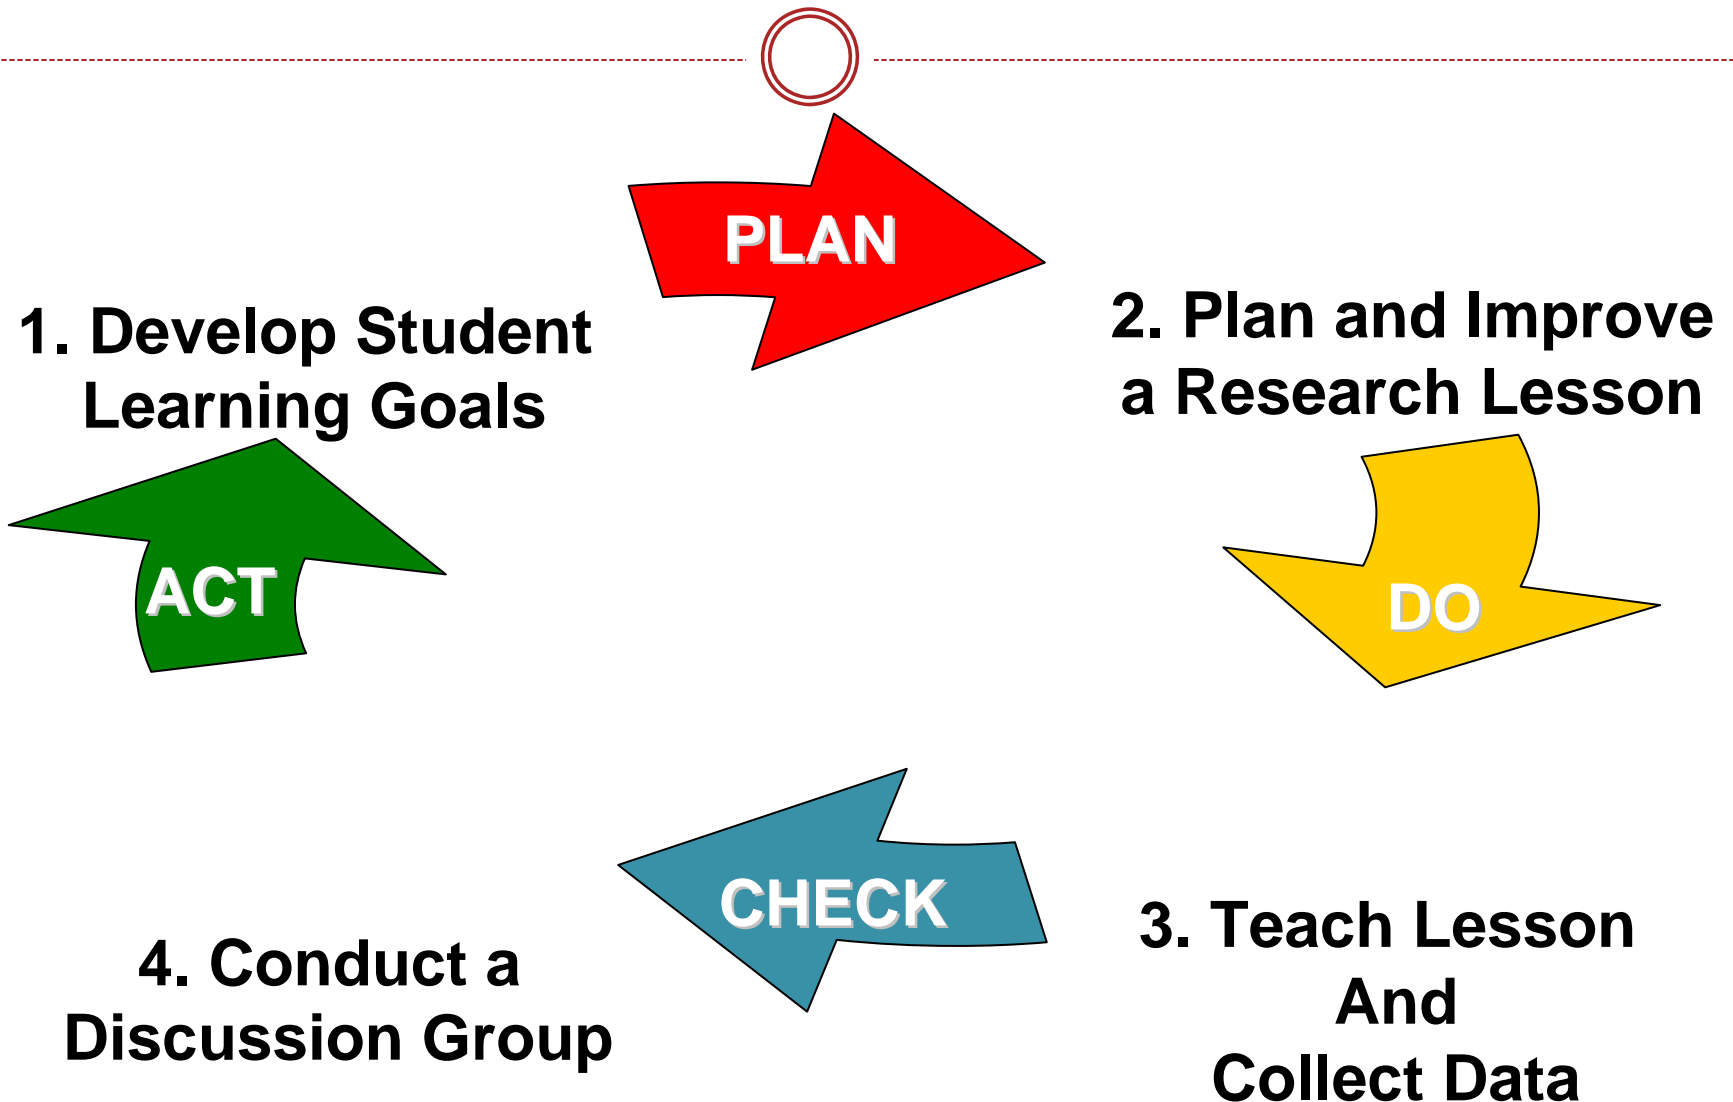 PLAN
1. Develop Student
Learning Goals
2. Plan and Improve
a Research Lesson
ACT
DO
CHECK
3. Teach Lesson
And
Collect Data
4. Conduct a
Discussion Group